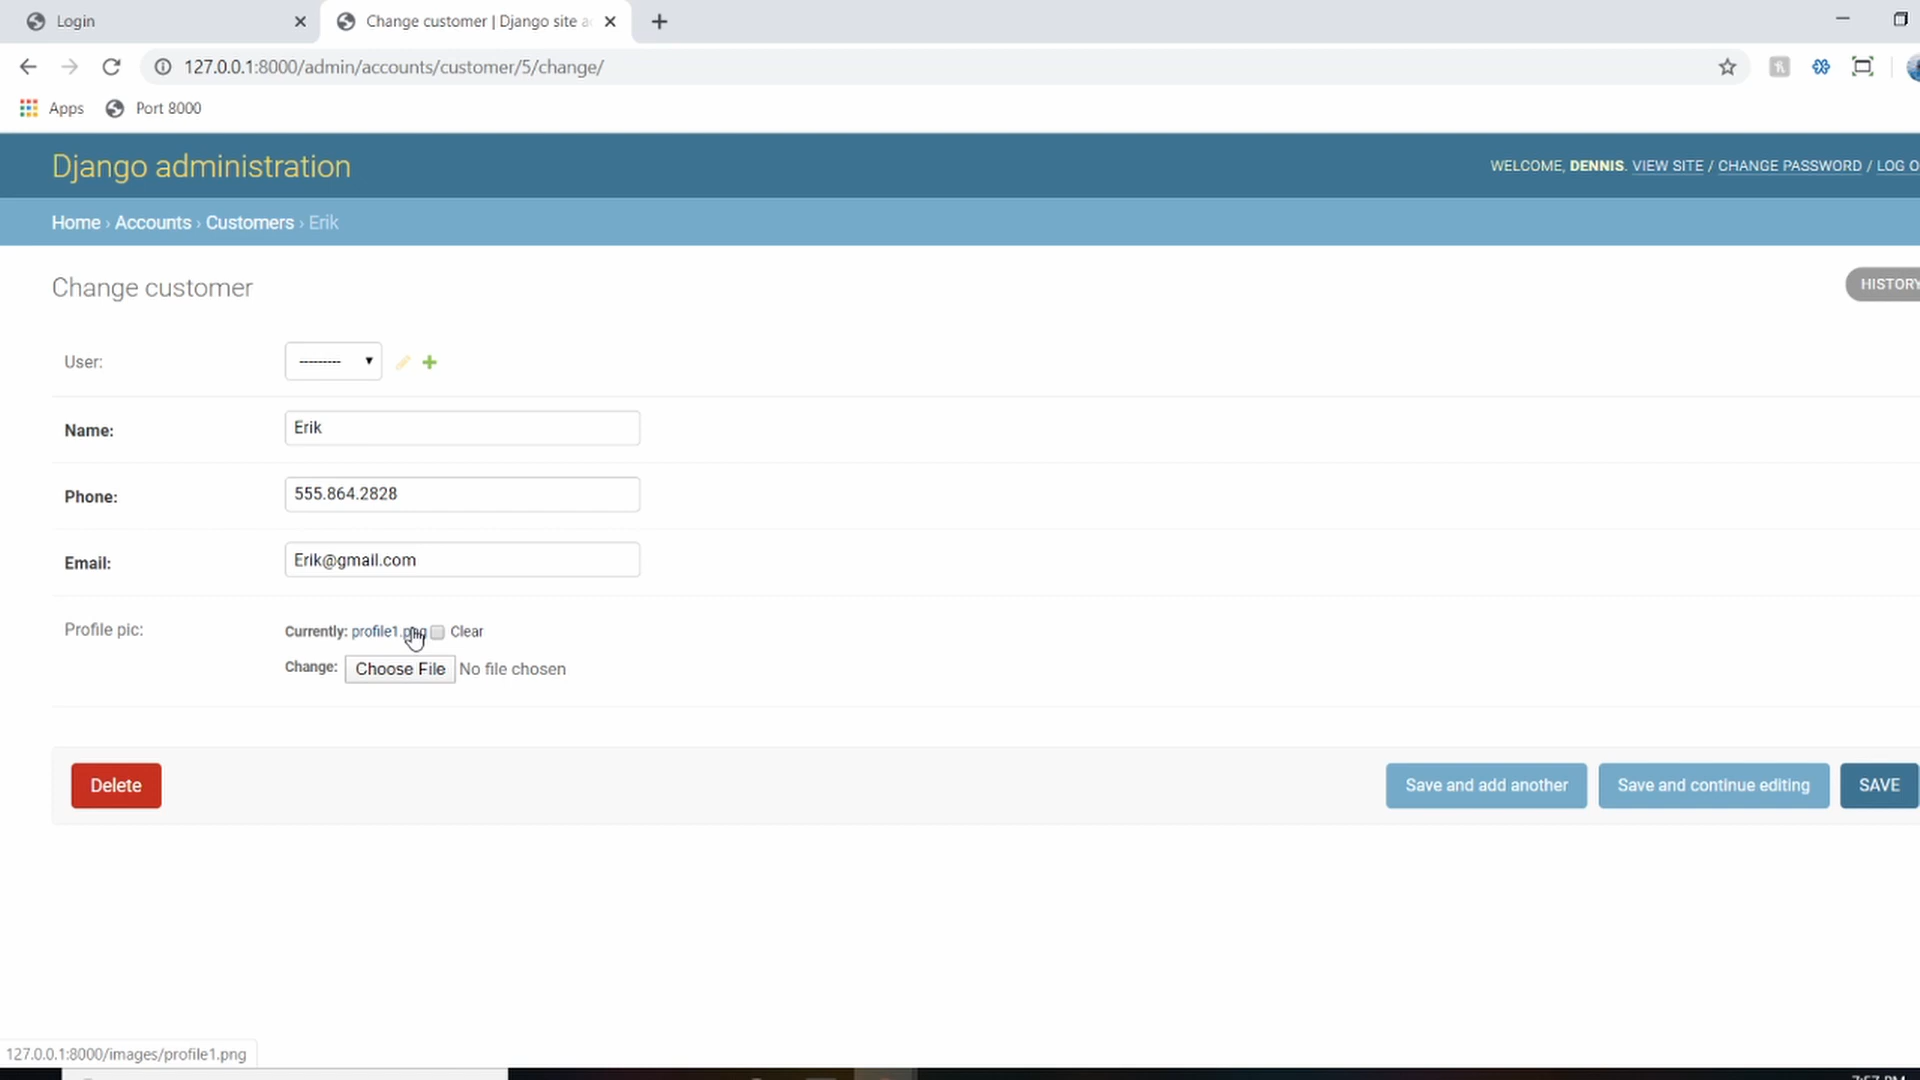 Login
Change customer | Django site a
127.0.0.1:8000/admin/accounts/customer/5/change/
Apps
Port 8000
Django administration
WELCOME, DENNIS. VIEW SITE / CHANGE PASSWORD / LOG O
Home › Accounts › Customers › Erik
Change customer
HISTORY
User:
---------
Name:
Erik
Phone:
555.864.2828
Email:
Erik@gmail.com
Profile pic:
Currently: profile1.png Clear
Change: Choose File No file chosen
Delete
Save and add another
Save and continue editing
SAVE
127.0.0.1:8000/images/profile1.png